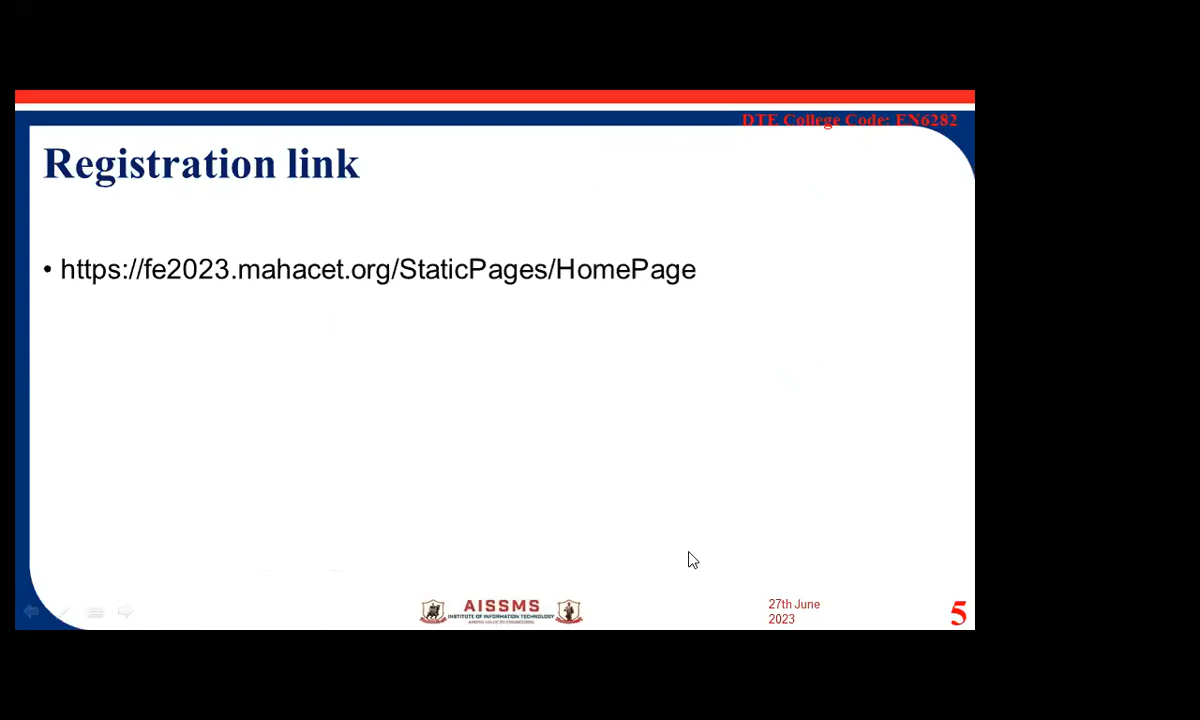 DTE College Code: EN6282
Registration link
• https://fe2023.mahacet.org/StaticPages/HomePage
AISSMS
INSTITUTE OF INFORMATION TECHNOLOGY
27th June
2023
5